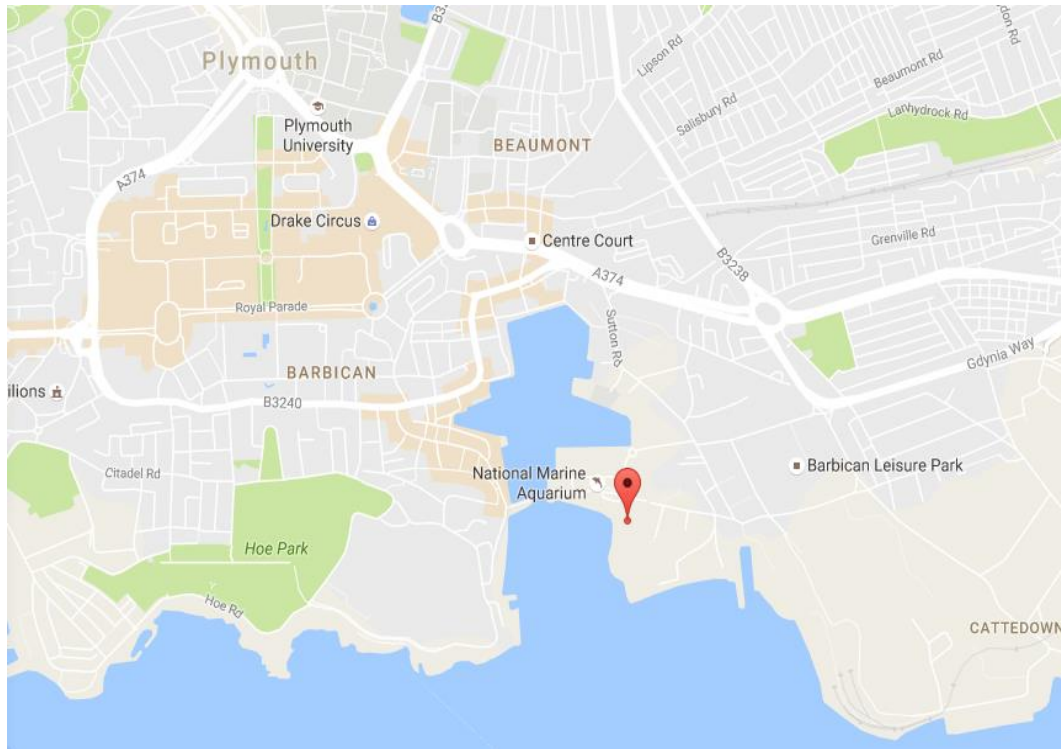 Plymouth
Plymouth
University
BEAUMONT
Lipson Rd
Salisbury Rd
Beaumont Rd
Lanhydrock Rd
A374
Drake Circus
Centre Court
A374
B3238
Grenville Rd
Royal Parade
Sutton Rd
Gdynia Way
BARBICAN
B3240
Citadel Rd
National Marine
Aquarium
Barbican Leisure Park
Hoe Park
Hoe Rd
CATTEDOWN